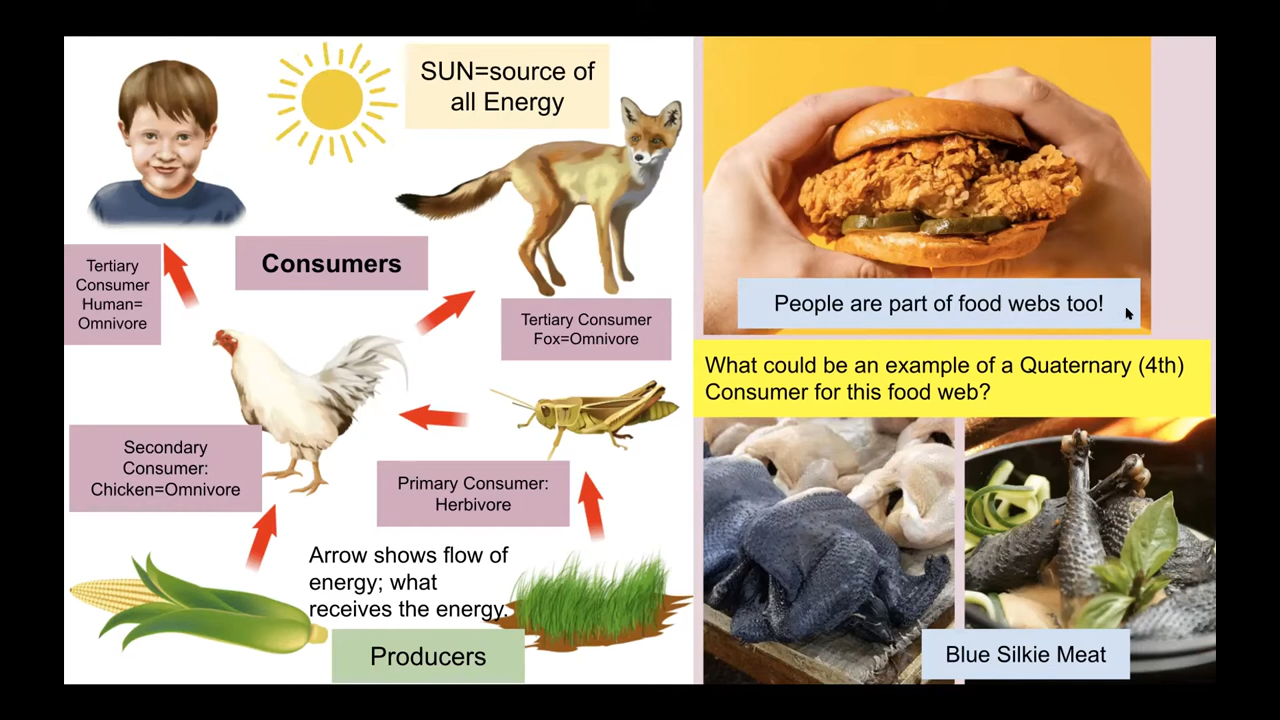 SUN=source of
all Energy
Consumers
Tertiary
Consumer
Human=
Omnivore
Tertiary Consumer
Fox=Omnivore
Secondary
Consumer:
Chicken=Omnivore
Primary Consumer:
Herbivore
Arrow shows flow of
energy; what
receives the energy.
Producers
People are part of food webs too!
What could be an example of a Quaternary (4th)
Consumer for this food web?
Blue Silkie Meat